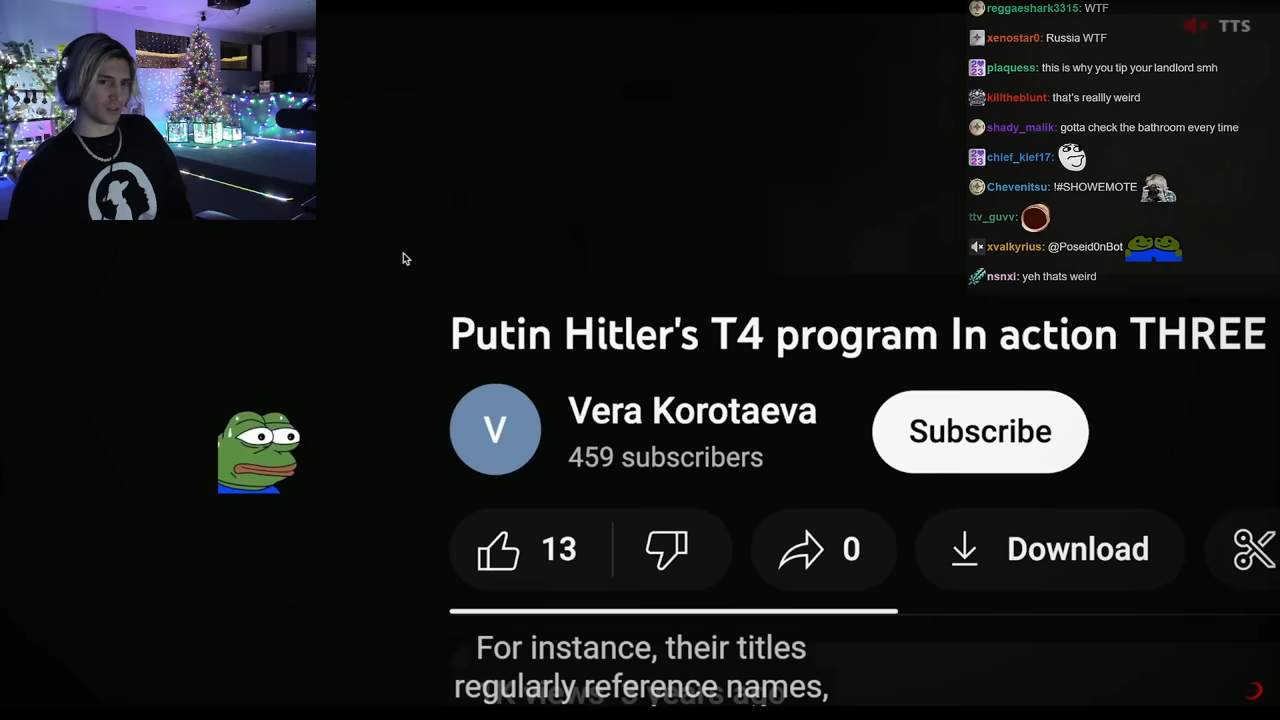 reggaeshark3315: WTF
TTS
xenostar0: Russia WTF
plaquess: this is why you tip your landlord smh
killtheblunt: that's reallly weird
shady_malik: gotta check the bathroom every time
chief_kief17:
Chevenitsu: !#SHOWEMOTE
ttv_guvv:
xvalkyrius: @Poseid0nBot
nsnxi: yeh thats weird
Putin Hitler's T4 program In action THREE
V
Vera Korotaeva
459 subscribers
Subscribe
13
0
Download
For instance, their titles
regularly reference names,